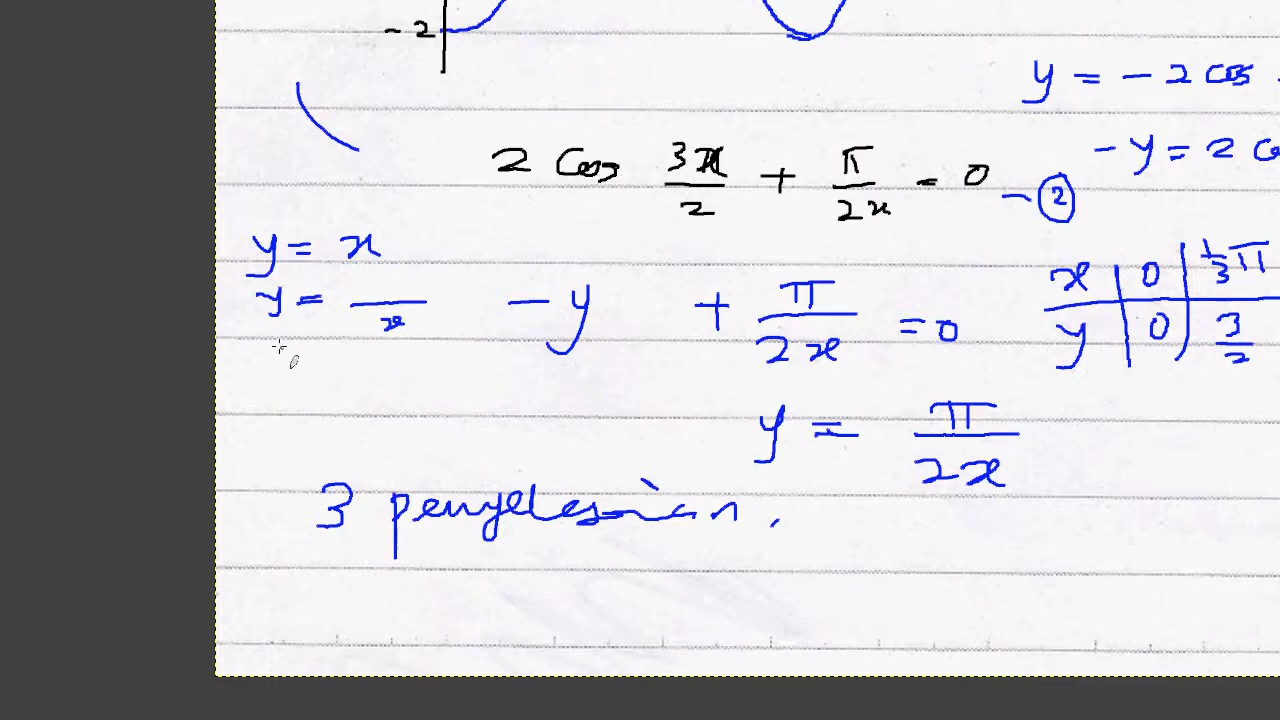 -2
y = -2 cos
2 cos 3x/2 + π/2x = 0 - ②
-y = 2 co
y = x
y = /x
-y + π/2x = 0
x | 0 | 1/3 π
y | 0 | 3/2
y = π/2x
3 penyelesaian.